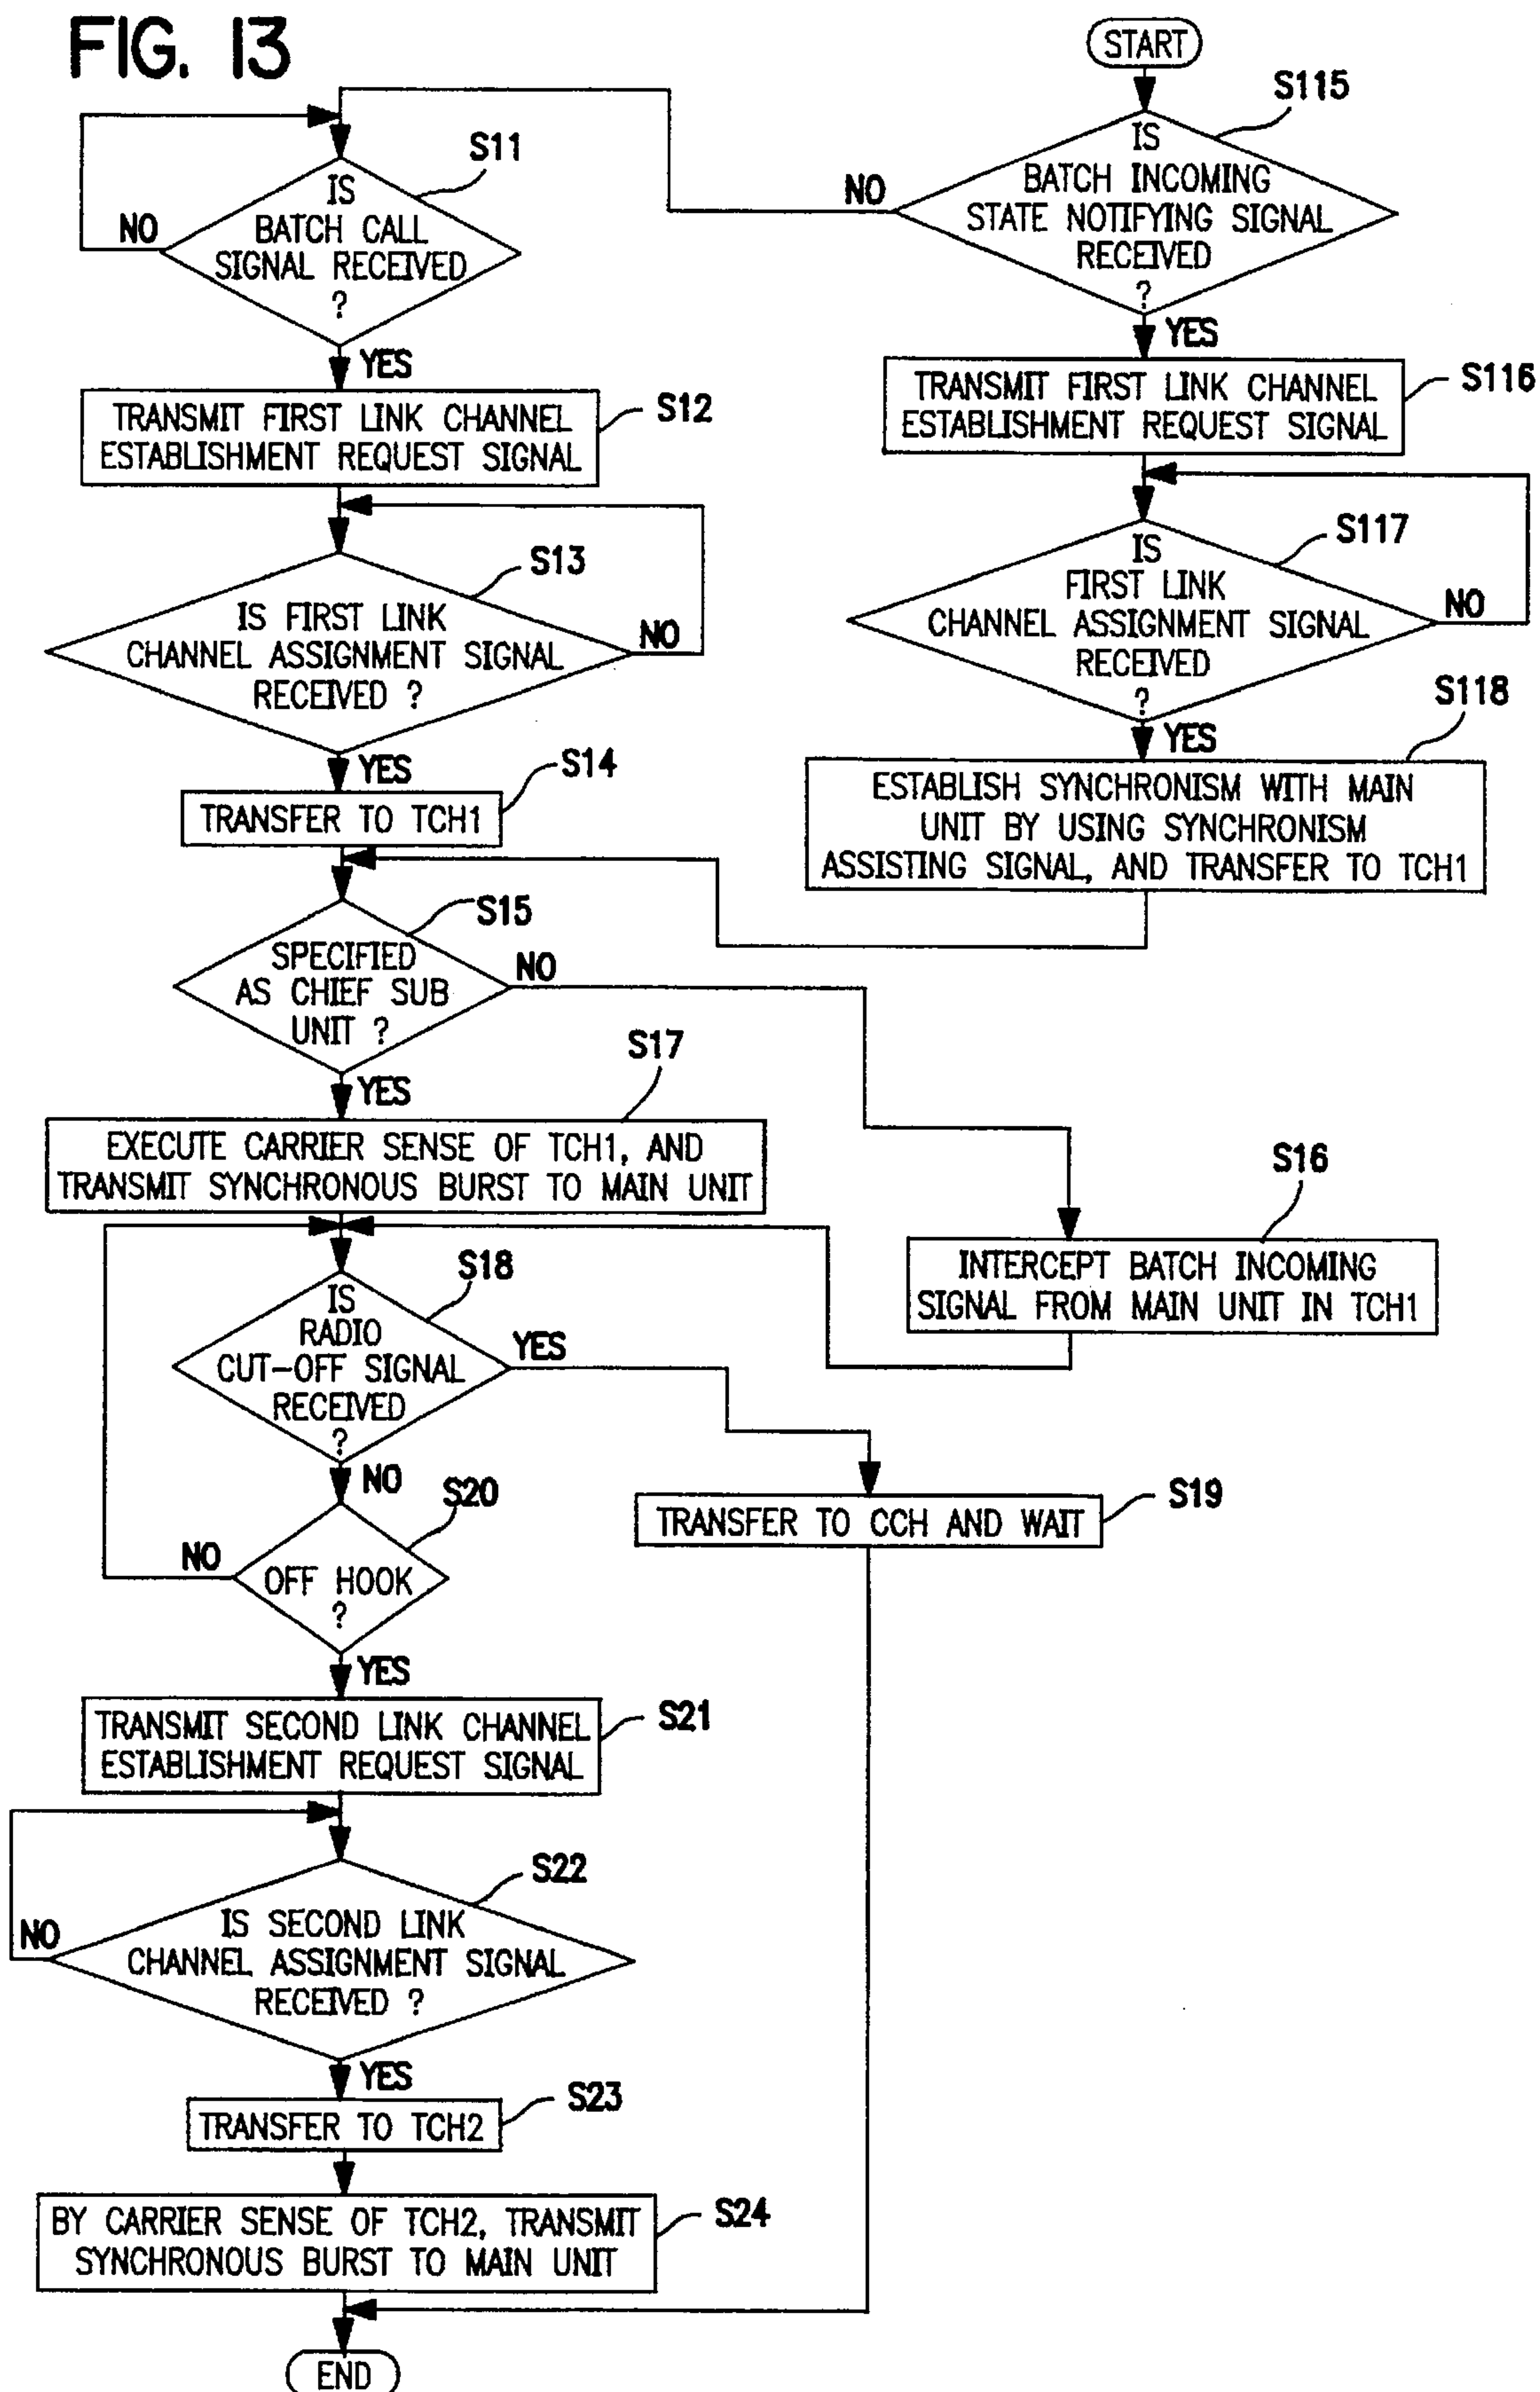 FIG. 13
START
S115
IS
BATCH INCOMING
STATE NOTIFYING SIGNAL
RECEIVED
?
NO
YES
S11
IS
BATCH CALL
SIGNAL RECEIVED
?
NO
YES
TRANSMIT FIRST LINK CHANNEL
ESTABLISHMENT REQUEST SIGNAL
S116
TRANSMIT FIRST LINK CHANNEL
ESTABLISHMENT REQUEST SIGNAL
S12
S117
IS
FIRST LINK
CHANNEL ASSIGNMENT SIGNAL
RECEIVED
?
NO
YES
S13
IS FIRST LINK
CHANNEL ASSIGNMENT SIGNAL
RECEIVED ?
NO
YES
S118
ESTABLISH SYNCHRONISM WITH MAIN
UNIT BY USING SYNCHRONISM
ASSISTING SIGNAL, AND TRANSFER TO TCH1
S14
TRANSFER TO TCH1
S15
SPECIFIED
AS CHIEF SUB
UNIT ?
NO
YES
S17
EXECUTE CARRIER SENSE OF TCH1, AND
TRANSMIT SYNCHRONOUS BURST TO MAIN UNIT
S16
INTERCEPT BATCH INCOMING
SIGNAL FROM MAIN UNIT IN TCH1
S18
IS
RADIO
CUT-OFF SIGNAL
RECEIVED
?
YES
NO
S19
TRANSFER TO CCH AND WAIT
S20
OFF HOOK
?
NO
YES
TRANSMIT SECOND LINK CHANNEL
ESTABLISHMENT REQUEST SIGNAL
S21
S22
IS SECOND LINK
CHANNEL ASSIGNMENT SIGNAL
RECEIVED ?
NO
YES
S23
TRANSFER TO TCH2
BY CARRIER SENSE OF TCH2, TRANSMIT
SYNCHRONOUS BURST TO MAIN UNIT
S24
END